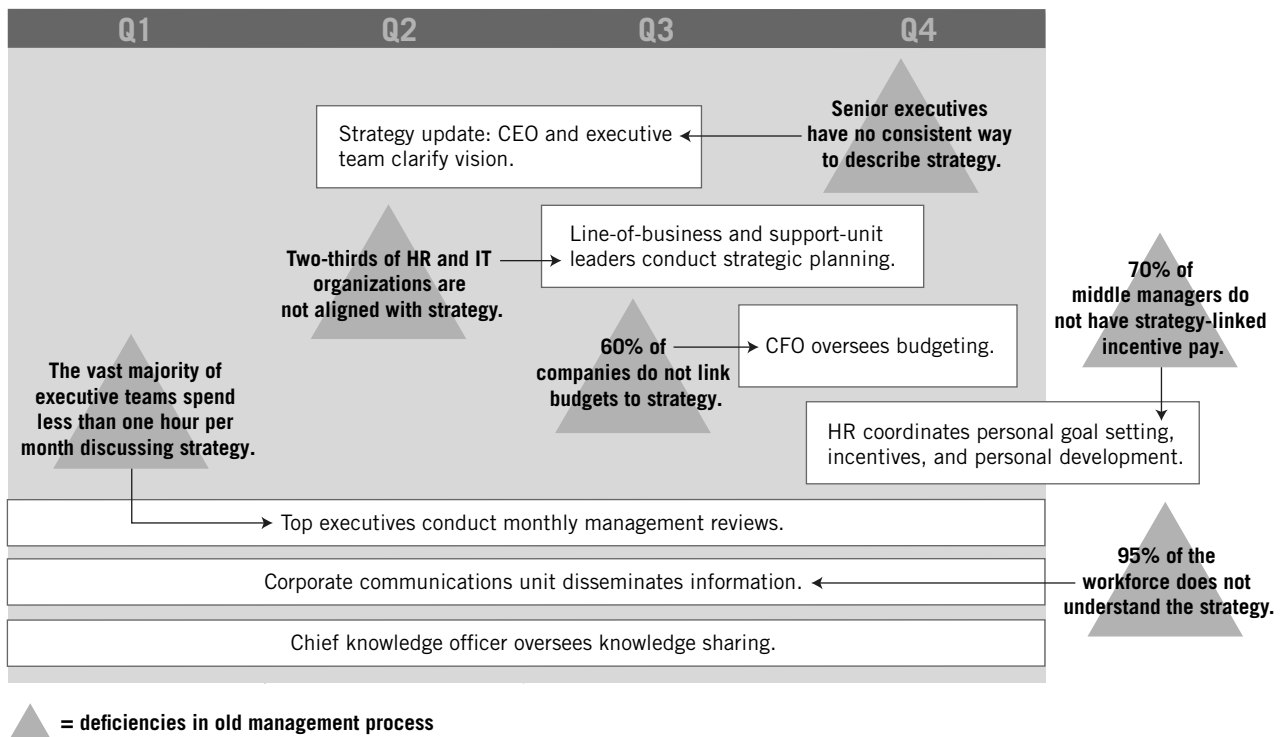 Q1 Q2 Q3 Q4
Senior executives
have no consistent way
to describe strategy.
Strategy update: CEO and executive
team clarify vision.
Line-of-business and support-unit
leaders conduct strategic planning.
Two-thirds of HR and IT
organizations are
not aligned with strategy.
70% of
middle managers do
not have strategy-linked
incentive pay.
60% of
companies do not link
budgets to strategy.
CFO oversees budgeting.
The vast majority of
executive teams spend
less than one hour per
month discussing strategy.
HR coordinates personal goal setting,
incentives, and personal development.
Top executives conduct monthly management reviews.
95% of the
workforce does not
understand the strategy.
Corporate communications unit disseminates information.
Chief knowledge officer oversees knowledge sharing.
= deficiencies in old management process